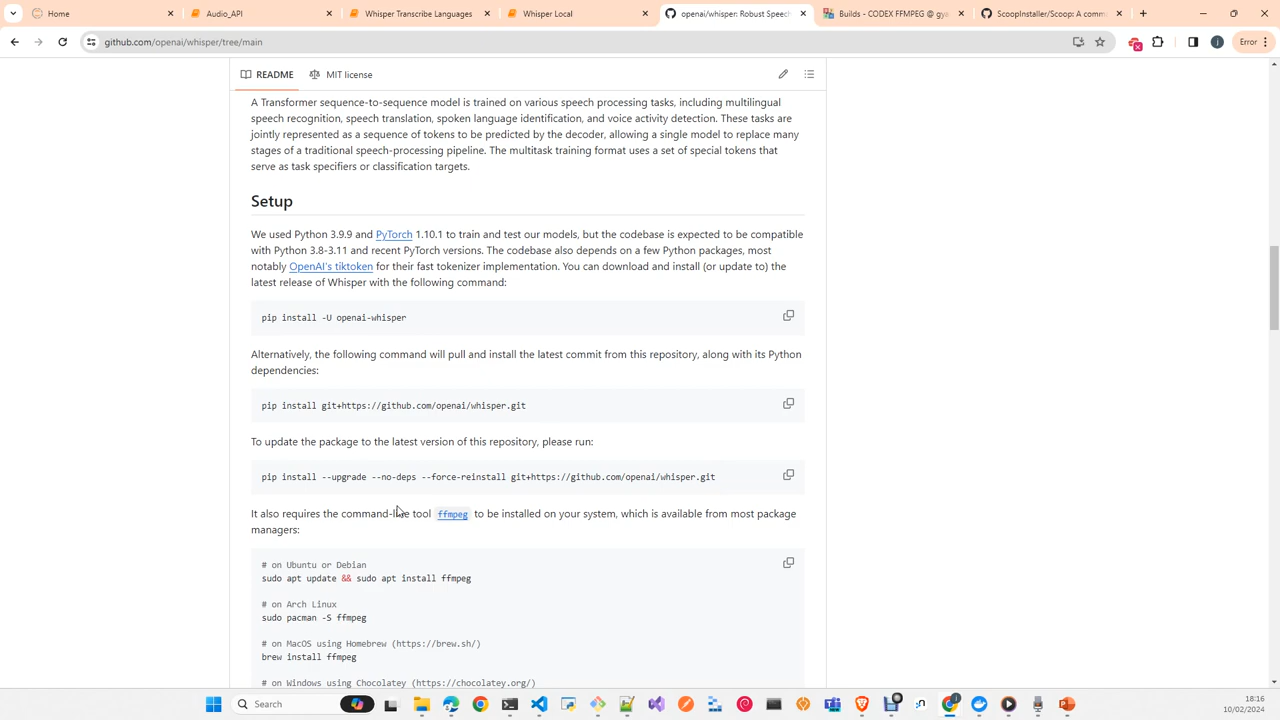 Home
Audio_API
Whisper Transcribe Languages
Whisper Local
openai/whisper: Robust Speech
Builds - CODEX FFMPEG @ gya
ScoopInstaller/Scoop: A comm
github.com/openai/whisper/tree/main
Error
README
MIT license
A Transformer sequence-to-sequence model is trained on various speech processing tasks, including multilingual
speech recognition, speech translation, spoken language identification, and voice activity detection. These tasks are
jointly represented as a sequence of tokens to be predicted by the decoder, allowing a single model to replace many
stages of a traditional speech-processing pipeline. The multitask training format uses a set of special tokens that
serve as task specifiers or classification targets.
Setup
We used Python 3.9.9 and PyTorch 1.10.1 to train and test our models, but the codebase is expected to be compatible
with Python 3.8-3.11 and recent PyTorch versions. The codebase also depends on a few Python packages, most
notably OpenAI's tiktoken for their fast tokenizer implementation. You can download and install (or update to) the
latest release of Whisper with the following command:
pip install -U openai-whisper
Alternatively, the following command will pull and install the latest commit from this repository, along with its Python
dependencies:
pip install git+https://github.com/openai/whisper.git
To update the package to the latest version of this repository, please run:
pip install --upgrade --no-deps --force-reinstall git+https://github.com/openai/whisper.git
It also requires the command-line tool ffmpeg to be installed on your system, which is available from most package
managers:
# on Ubuntu or Debian
sudo apt update && sudo apt install ffmpeg
# on Arch Linux
sudo pacman -S ffmpeg
# on MacOS using Homebrew (https://brew.sh/)
brew install ffmpeg
# on Windows using Chocolatey (https://chocolatey.org/)
Search
18:16
10/02/2024